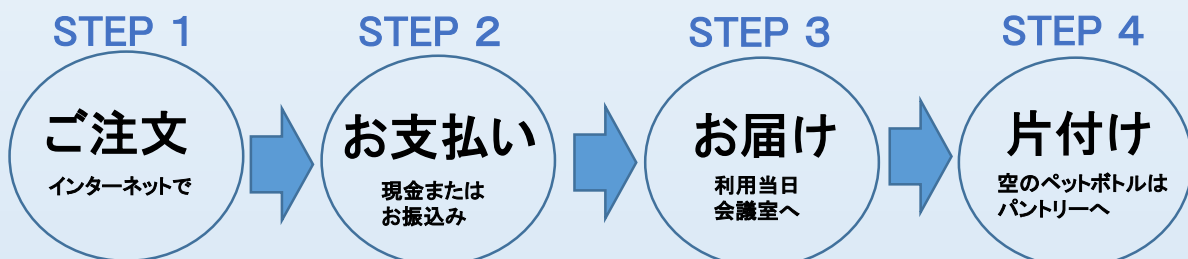 STEP 1
ご注文
インターネットで
STEP 2
お支払い
現金または
お振込み
STEP 3
お届け
利用当日
会議室へ
STEP 4
片付け
空のペットボトルは
パントリーへ